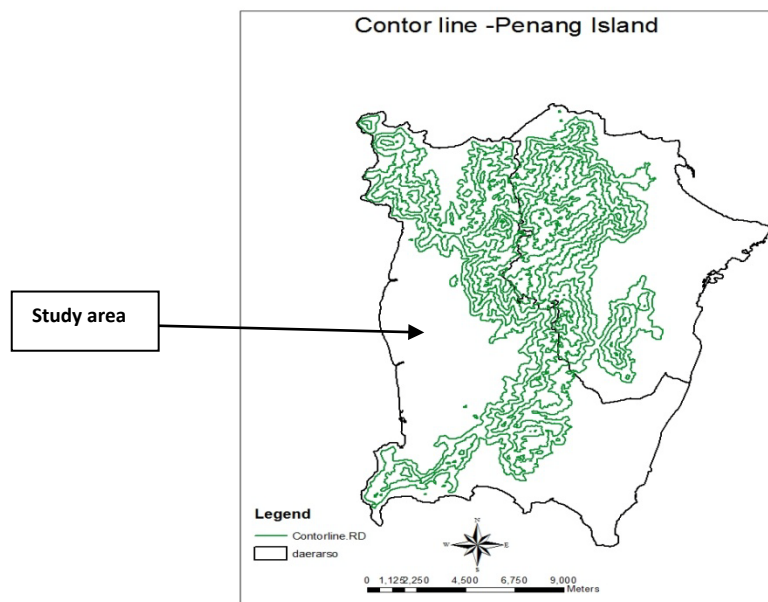 Contor line -Penang Island
Study area
Legend
Contorline.RD
daerarso
N
W E
S
0 1,125 2,250 4,500 6,750 9,000
Meters